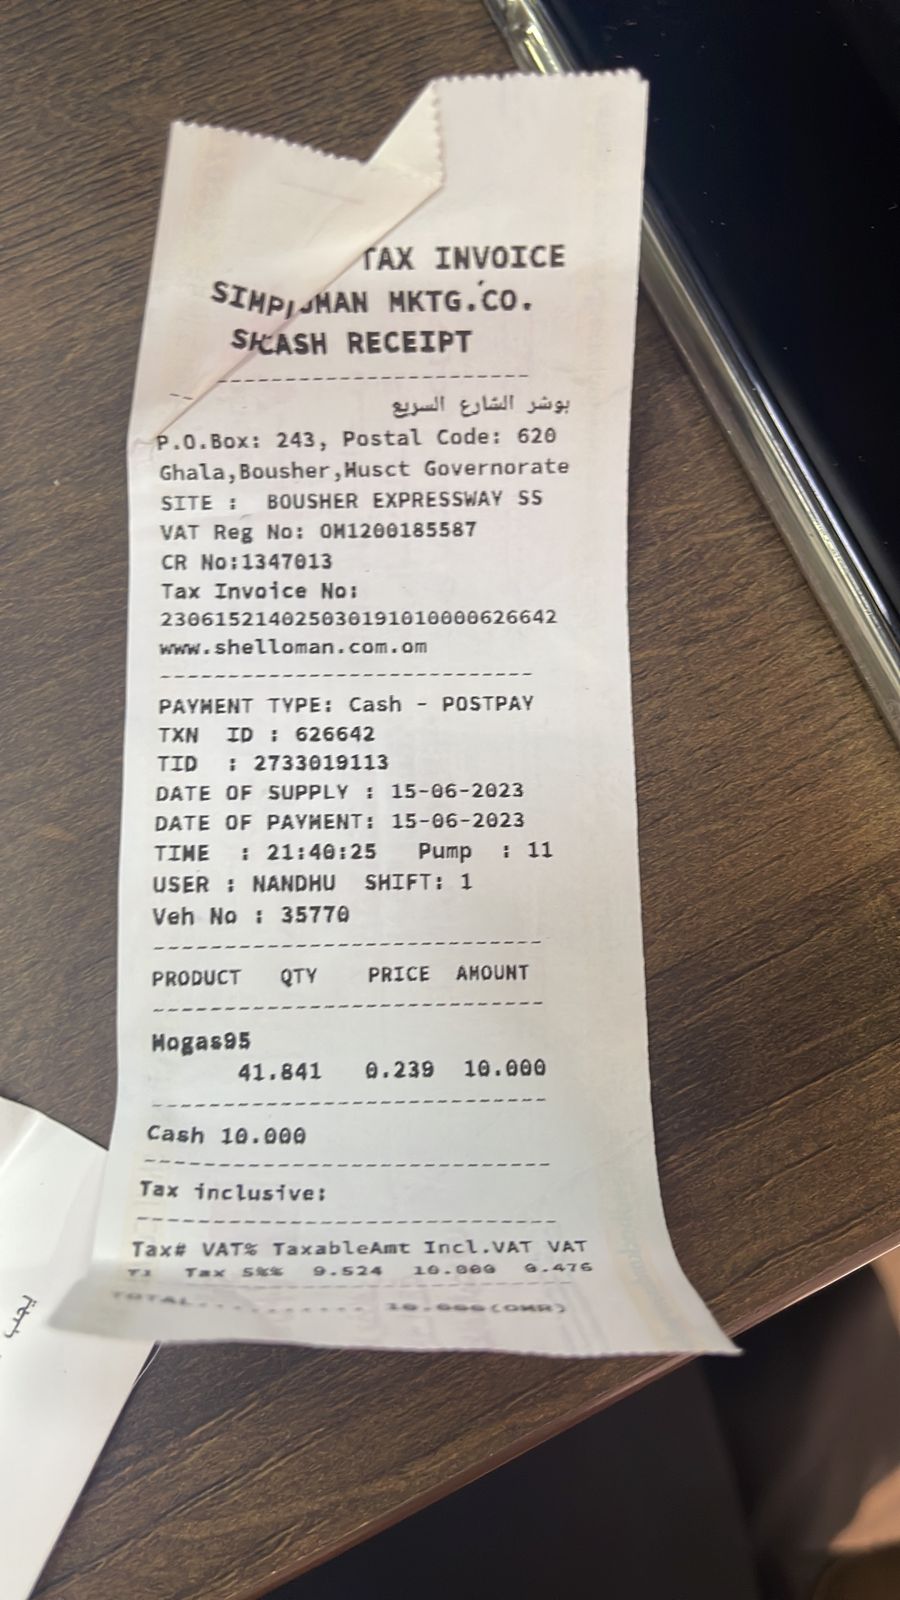 TAX INVOICE
OMAN MKTG.CO.
CASH RECEIPT
بوشر الشارع السريع
P.O.Box: 243, Postal Code: 620
Ghala,Bousher,Musct Governorate
SITE :  BOUSHER EXPRESSWAY SS
VAT Reg No: OM1200185587
CR No:1347013
Tax Invoice No:
230615214025030191010000626642
www.shelloman.com.om
PAYMENT TYPE: Cash - POSTPAY
TXN  ID : 626642
TID  : 2733019113
DATE OF SUPPLY : 15-06-2023
DATE OF PAYMENT: 15-06-2023
TIME  : 21:40:25   Pump  : 11
USER : NANDHU  SHIFT: 1
Veh No : 35770
PRODUCT   QTY    PRICE  AMOUNT
Mogas95
41.841   0.239  10.000
Cash 10.000
Tax inclusive:
Tax# VAT% TaxableAmt Incl.VAT VAT
T1   Tax 5%%  9.524   10.000   0.476
TOTAL............ 10.000(OMR)
يجب